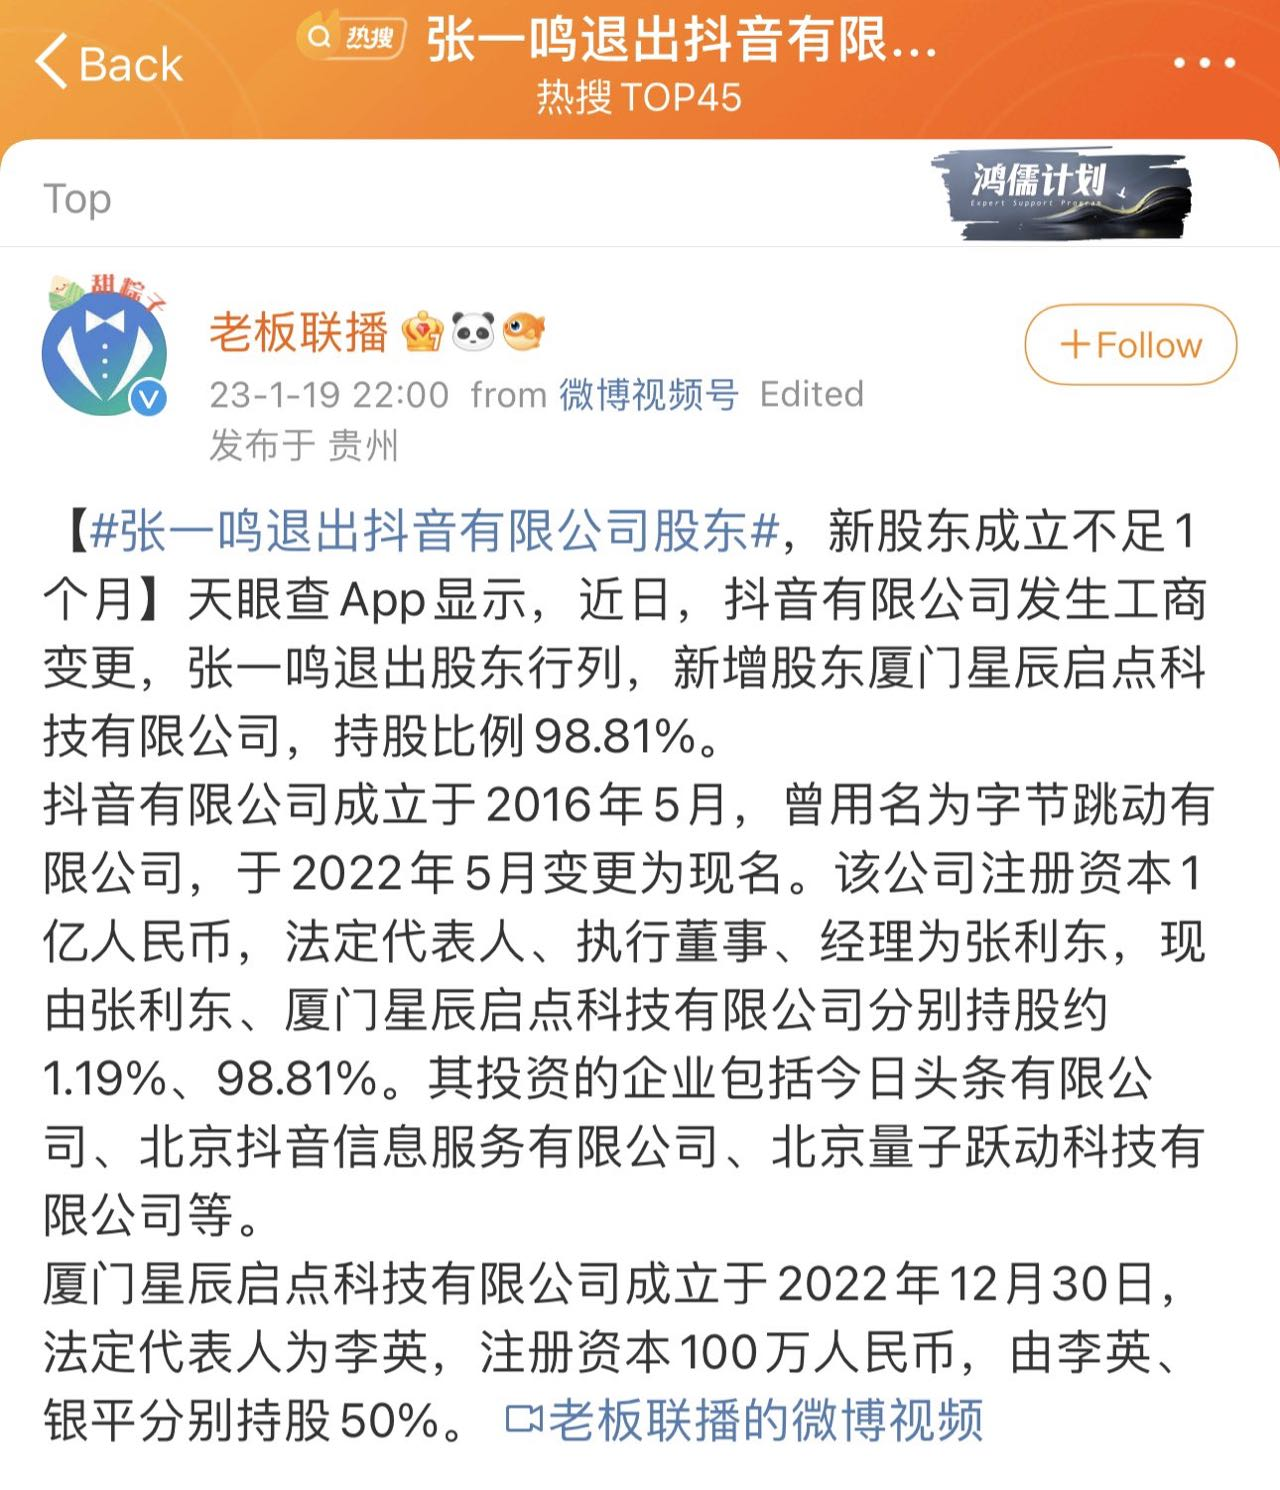 Back
热搜 张一鸣退出抖音有限...
热搜 TOP45
Top
鸿儒计划
Expert Support Program
甜粽子
老板联播
+Follow
23-1-19 22:00 from 微博视频号 Edited
发布于 贵州
【#张一鸣退出抖音有限公司股东#，新股东成立不足1
个月】天眼查App显示，近日，抖音有限公司发生工商
变更，张一鸣退出股东行列，新增股东厦门星辰启点科
技有限公司，持股比例98.81%。
抖音有限公司成立于2016年5月，曾用名为字节跳动有
限公司，于2022年5月变更为现名。该公司注册资本1
亿人民币，法定代表人、执行董事、经理为张利东，现
由张利东、厦门星辰启点科技有限公司分别持股约
1.19%、98.81%。其投资的企业包括今日头条有限公
司、北京抖音信息服务有限公司、北京量子跃动科技有
限公司等。
厦门星辰启点科技有限公司成立于2022年12月30日，
法定代表人为李英，注册资本100万人民币，由李英、
银平分别持股50%。 老板联播的微博视频